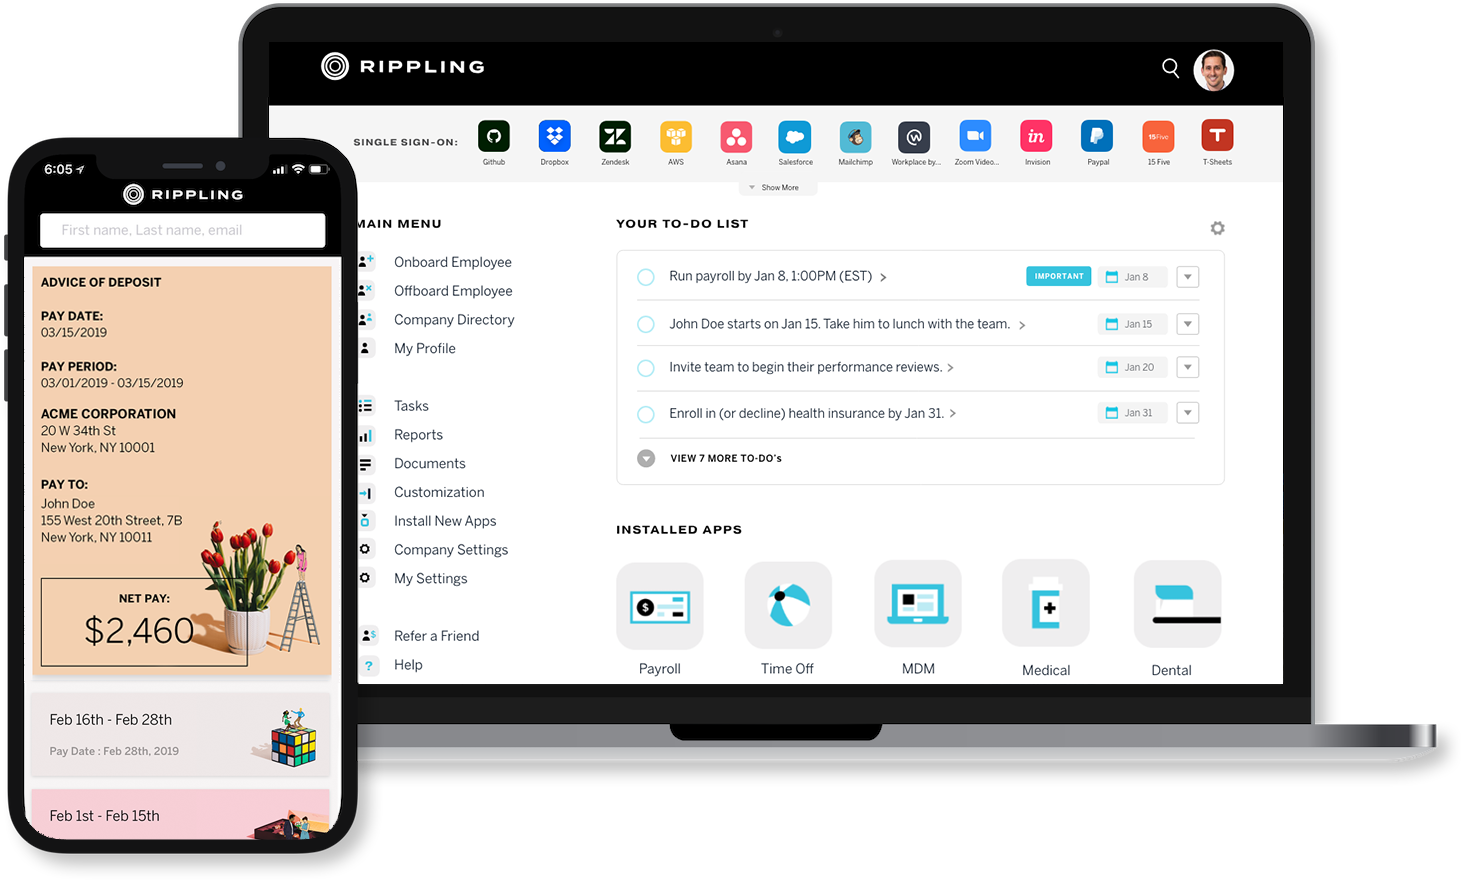 RIPPLING
SINGLE SIGN-ON:
Github
Dropbox
Zendesk
AWS
Asana
Salesforce
Mailchimp
Workplace by...
Zoom Video...
in
Invision
Paypal
15Five
15 Five
T
T-Sheets
Show More
MAIN MENU
Onboard Employee
Offboard Employee
Company Directory
My Profile
Tasks
Reports
Documents
Customization
Install New Apps
Company Settings
My Settings
Refer a Friend
? Help
YOUR TO-DO LIST
Run payroll by Jan 8, 1:00PM (EST) >
IMPORTANT
Jan 8
John Doe starts on Jan 15. Take him to lunch with the team. >
Jan 15
Invite team to begin their performance reviews. >
Jan 20
Enroll in (or decline) health insurance by Jan 31. >
Jan 31
VIEW 7 MORE TO-DO's
INSTALLED APPS
$
Payroll
Time Off
MDM
Medical
Dental
6:05
RIPPLING
First name, Last name, email
ADVICE OF DEPOSIT
PAY DATE:
03/15/2019
PAY PERIOD:
03/01/2019 - 03/15/2019
ACME CORPORATION
20 W 34th St
New York, NY 10001
PAY TO:
John Doe
155 West 20th Street, 7B
New York, NY 10011
NET PAY:
$2,460
Feb 16th - Feb 28th
Pay Date : Feb 28th, 2019
Feb 1st - Feb 15th